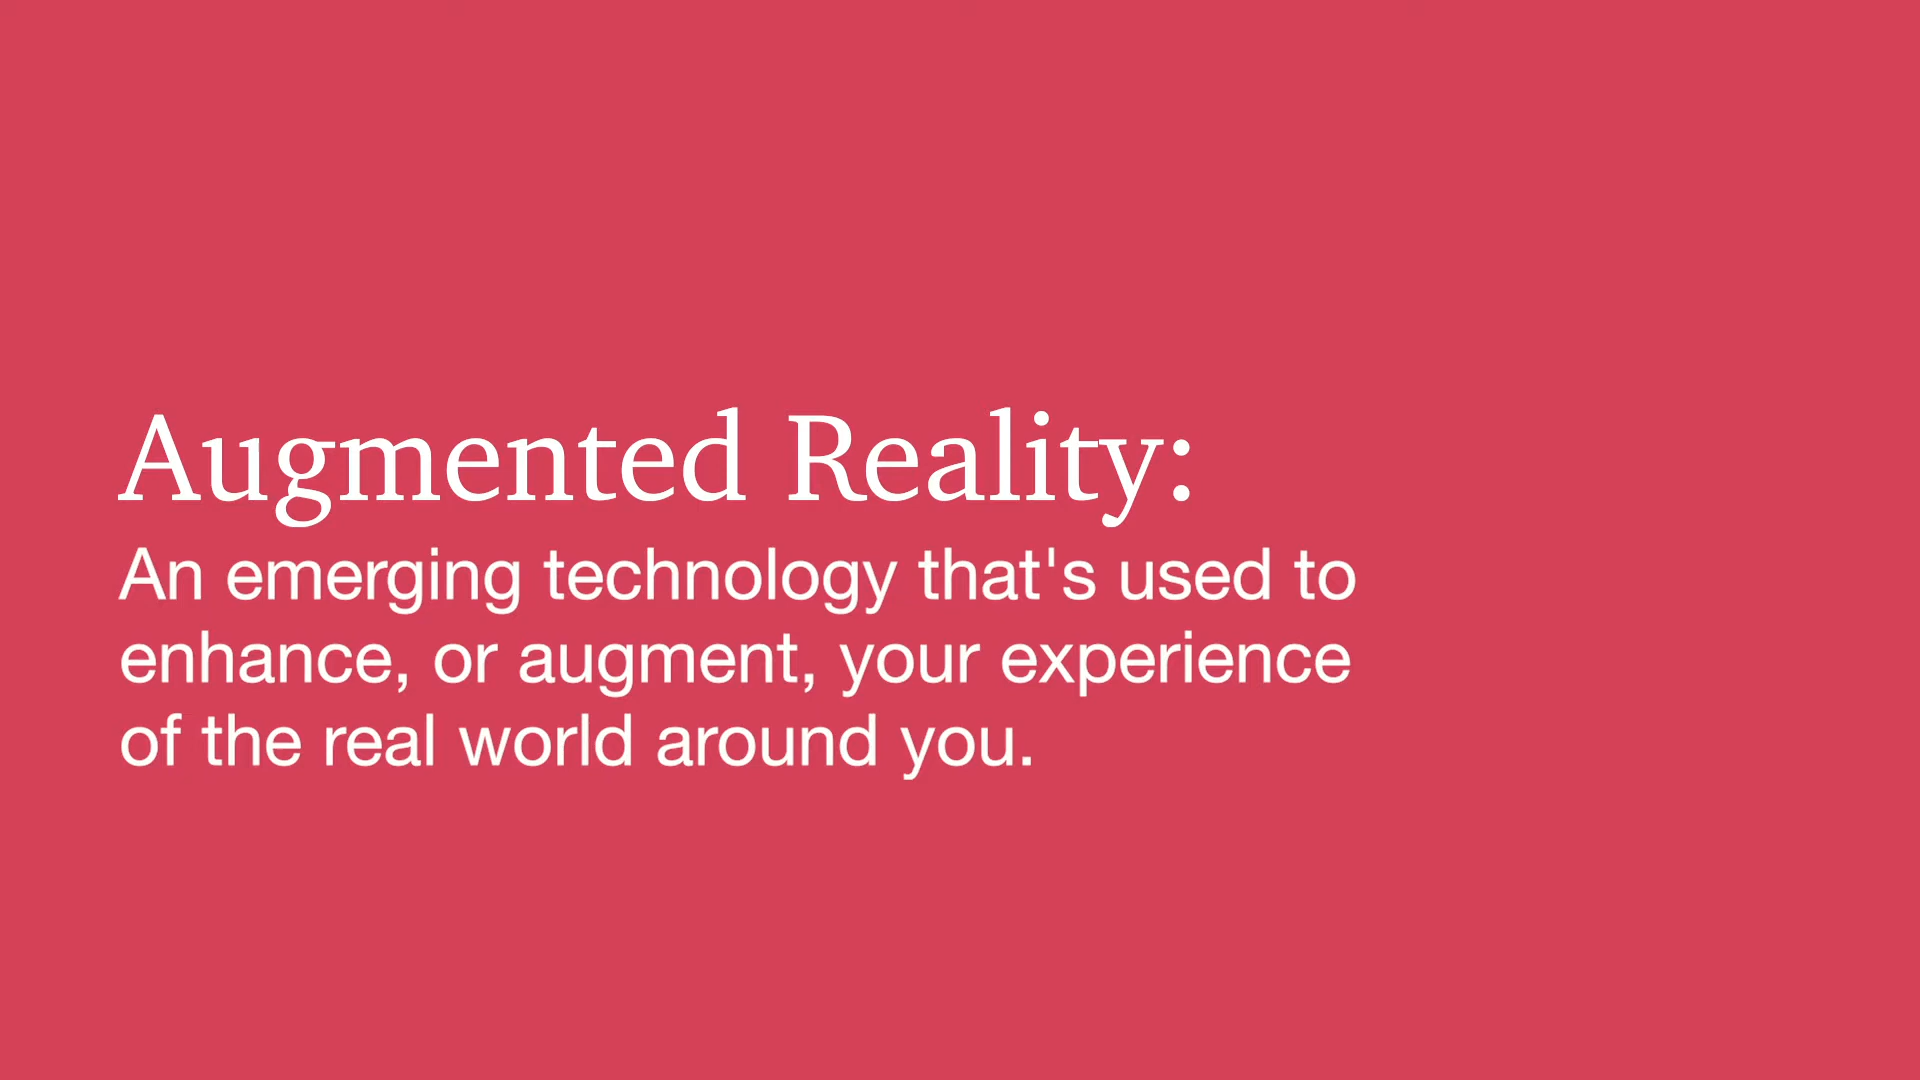 Augmented Reality:
An emerging technology that's used to
enhance, or augment, your experience
of the real world around you.